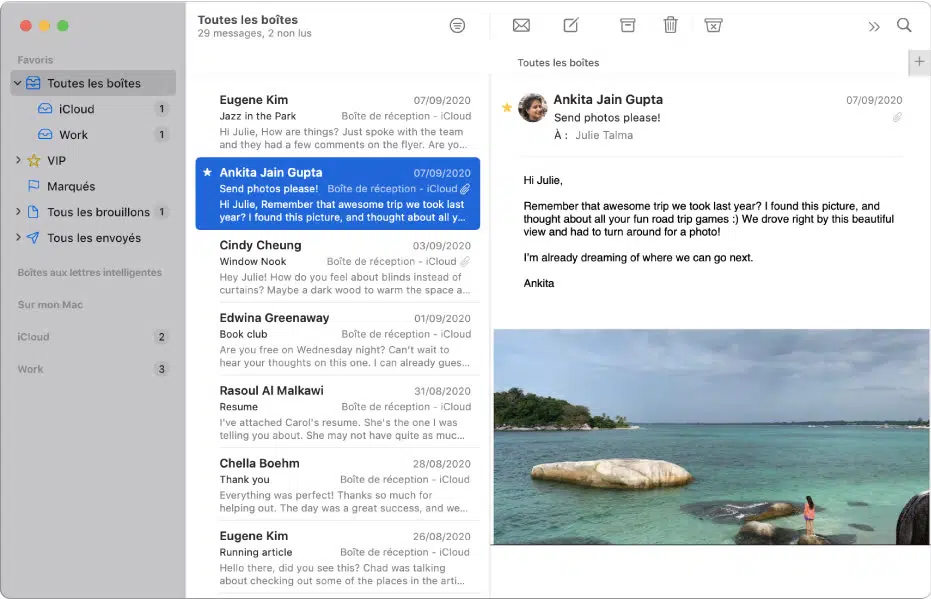 Toutes les boîtes
29 messages, 2 non lus
Favoris
Toutes les boîtes
iCloud 1
Work 1
VIP
Marqués
Tous les brouillons 1
Tous les envoyés
Boîtes aux lettres intelligentes
Sur mon Mac
iCloud 2
Work 3
Eugene Kim 07/09/2020
Jazz in the Park Boîte de réception – iCloud
Hi Julie, How are things? Just spoke with the team
and they had a few comments on the flyer. Are yo...
Ankita Jain Gupta 07/09/2020
Send photos please! Boîte de réception – iCloud
Hi Julie, Remember that awesome trip we took last
year? I found this picture, and thought about all y...
Cindy Cheung 03/09/2020
Window Nook Boîte de réception – iCloud
Hey Julie! How do you feel about blinds instead of
curtains? Maybe a dark wood to warm the space a...
Edwina Greenaway 01/09/2020
Book club Boîte de réception – iCloud
Are you free on Wednesday night? Can't wait to
hear your thoughts on this one. I can already gues...
Rasoul Al Malkawi 31/08/2020
Resume Boîte de réception – iCloud
I've attached Carol's resume. She's the one I was
telling you about. She may not have quite as muc...
Chella Boehm 28/08/2020
Thank you Boîte de réception – iCloud
Everything was perfect! Thanks so much for
helping out. The day was a great success, and we...
Eugene Kim 26/08/2020
Running article Boîte de réception – iCloud
Hello there, did you see this? Chad was talking
about checking out some of the places in the arti...
Toutes les boîtes
Ankita Jain Gupta 07/09/2020
Send photos please!
À : Julie Talma
Hi Julie,
Remember that awesome trip we took last year? I found this picture, and
thought about all your fun road trip games :) We drove right by this beautiful
view and had to turn around for a photo!
I'm already dreaming of where we can go next.
Ankita